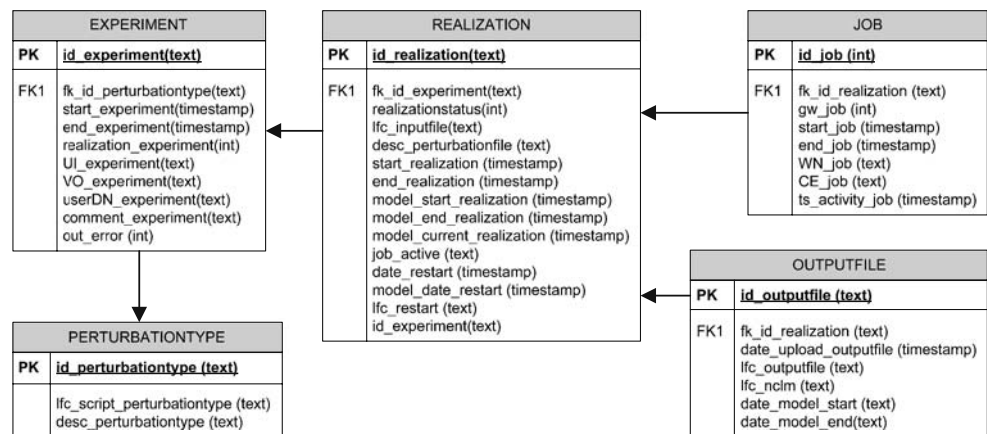 EXPERIMENT
PK id_experiment(text)
FK1 fk_id_perturbationtype(text)
start_experiment(timestamp)
end_experiment(timestamp)
realization_experiment(int)
UI_experiment(text)
VO_experiment(text)
userDN_experiment(text)
comment_experiment(text)
out_error (int)
REALIZATION
PK id_realization(text)
FK1 fk_id_experiment(text)
realizationstatus(int)
lfc_inputfile(text)
desc_perturbationfile (text)
start_realization (timestamp)
end_realization (timestamp)
model_start_realization (timestamp)
model_end_realization (timestamp)
model_current_realization (timestamp)
job_active (text)
date_restart (timestamp)
model_date_restart (timestamp)
lfc_restart (text)
id_experiment(text)
JOB
PK id_job (int)
FK1 fk_id_realization (text)
gw_job (int)
start_job (timestamp)
end_job (timestamp)
WN_job (text)
CE_job (text)
ts_activity_job (timestamp)
PERTURBATIONTYPE
PK id_perturbationtype (text)
lfc_script_perturbationtype (text)
desc_perturbationtype (text)
OUTPUTFILE
PK id_outputfile (text)
FK1 fk_id_realization (text)
date_upload_outputfile (timestamp)
lfc_outputfile (text)
lfc_nclm (text)
date_model_start (text)
date_model_end(text)